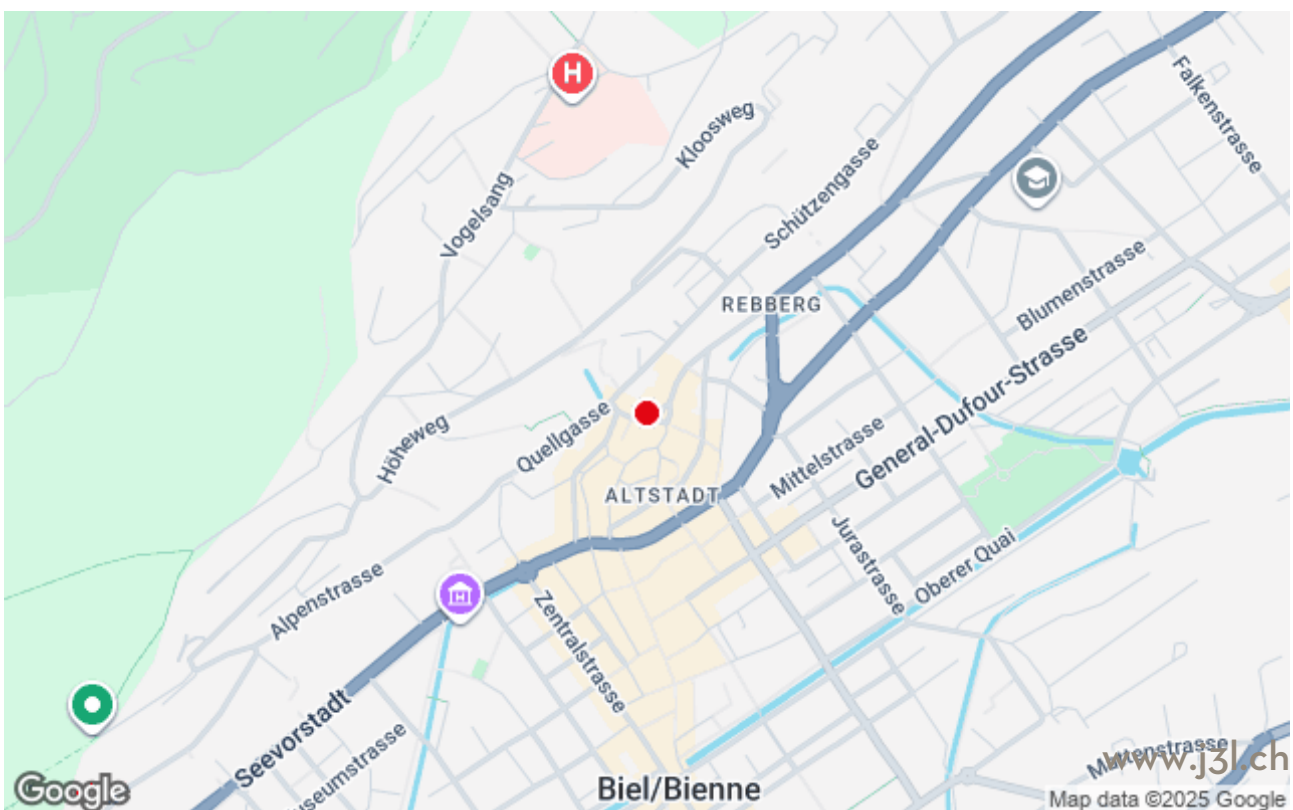 H
Falkenstrasse
Kloosweg
Schützengasse
Vogelsang
Blumenstrasse
REBBERG
General-Dufour-Strasse
Höheweg
Quellgasse
Mittelstrasse
ALTSTADT
Jurastrasse
Oberer Quai
Alpenstrasse
Zentralstrasse
Seevorstadt
useumstrasse
Mattenstrasse
www.j3l.ch
Biel/Bienne
Google
Map data ©2025 Google